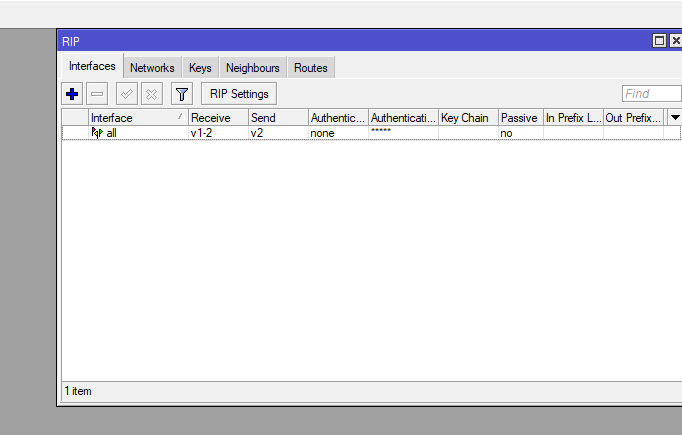 RIP
Interfaces Networks Keys Neighbours Routes
RIP Settings Find
Interface Receive Send Authentic... Authenticati... Key Chain Passive In Prefix L... Out Prefix...
all v1-2 v2 none ***** no
1 item